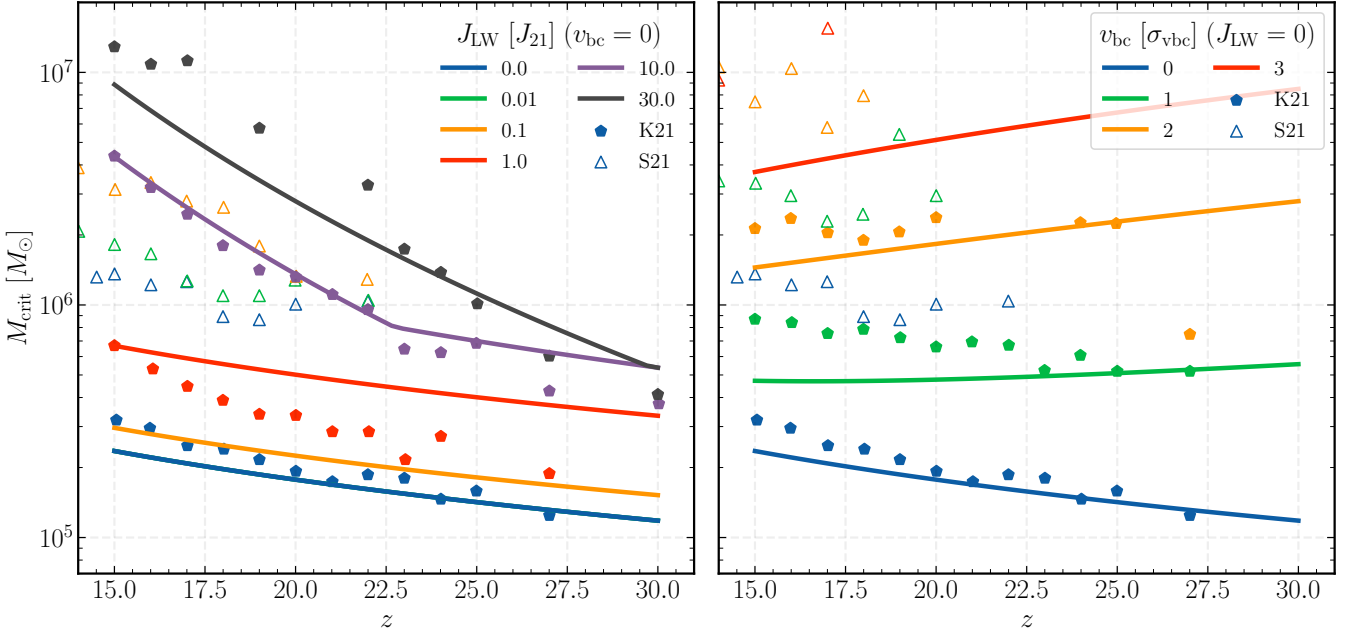 J_LW [J_21] (v_bc = 0)
0.0
0.01
0.1
1.0
10.0
30.0
K21
S21
v_bc [σ_vbc] (J_LW = 0)
0
1
2
3
K21
S21
M_crit [M_⊙]
10^7
10^6
10^5
15.0 17.5 20.0 22.5 25.0 27.5 30.0
z
15.0 17.5 20.0 22.5 25.0 27.5 30.0
z